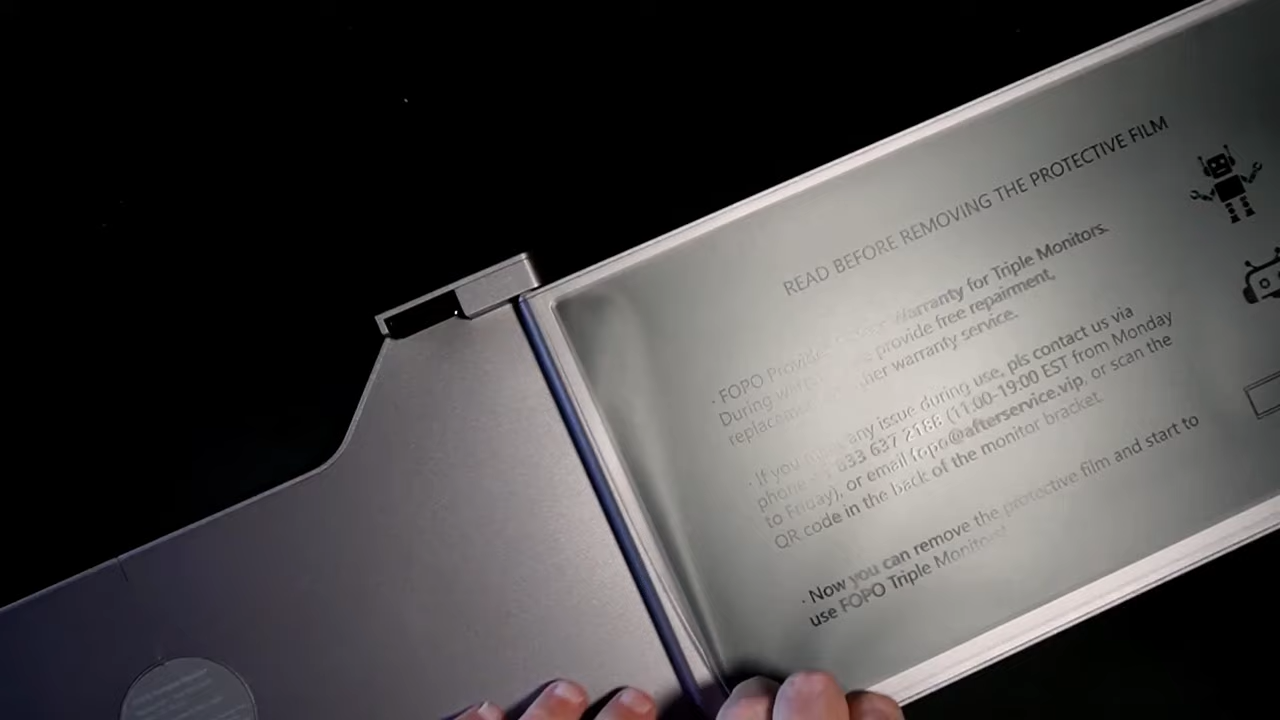 READ BEFORE REMOVING THE PROTECTIVE FILM
· FOPO Provides Warranty for Triple Monitors.
During provide free repairment,
replacement warranty service.
· If you any issue during use, pls contact us via
phone 833 637 2188 (11:00-19:00 EST from Monday
to Friday), or email fopo@afterservice.vip, or scan the
QR code in the back of the monitor bracket.
· Now you can remove the protective film and start to
use FOPO Triple Monitors!